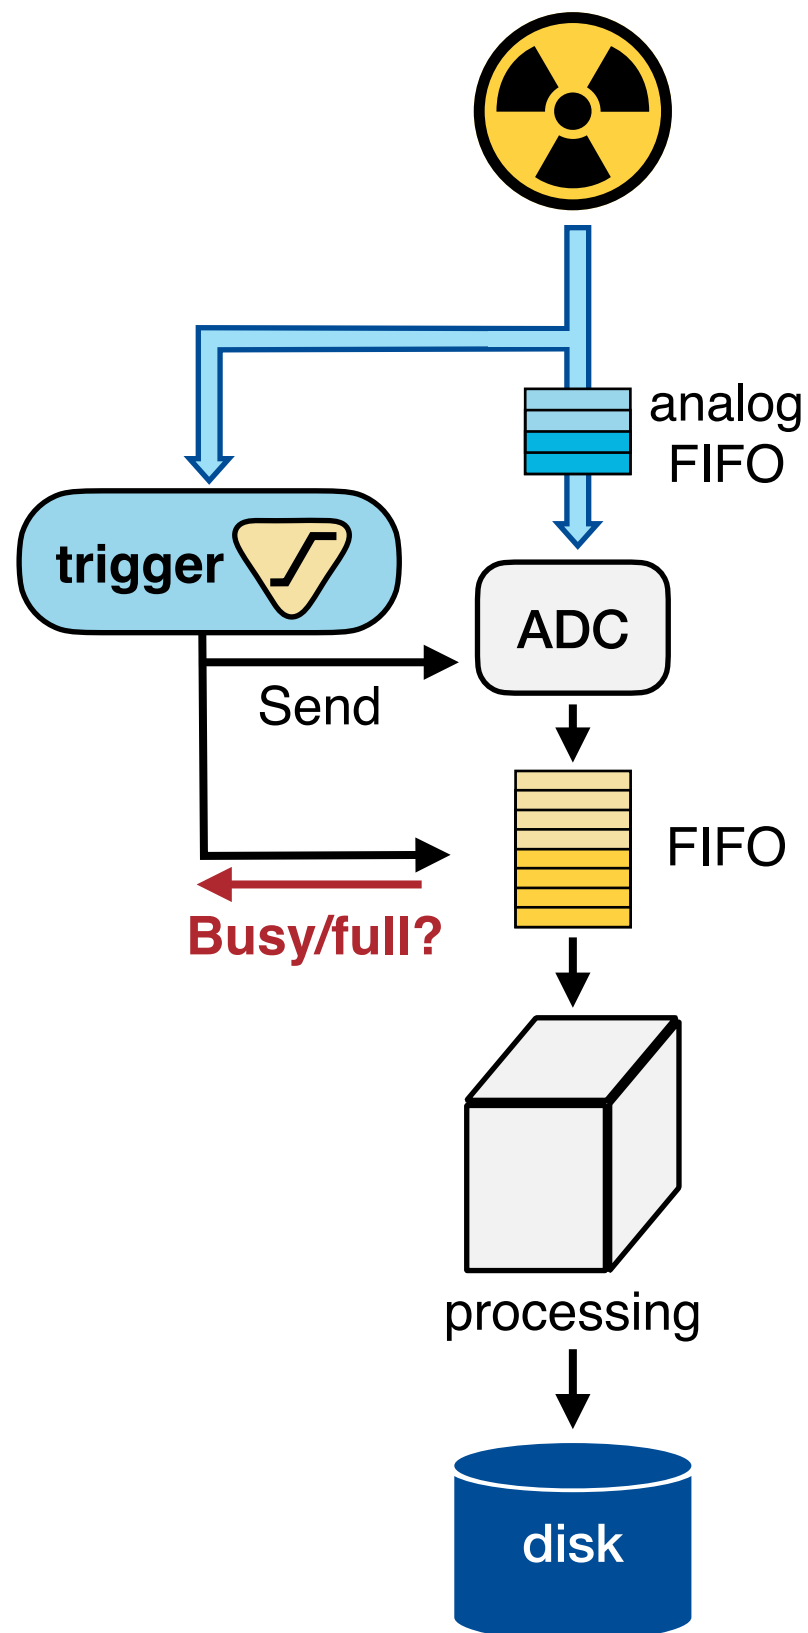 analog
FIFO
trigger
ADC
Send
FIFO
Busy/full?
processing
disk